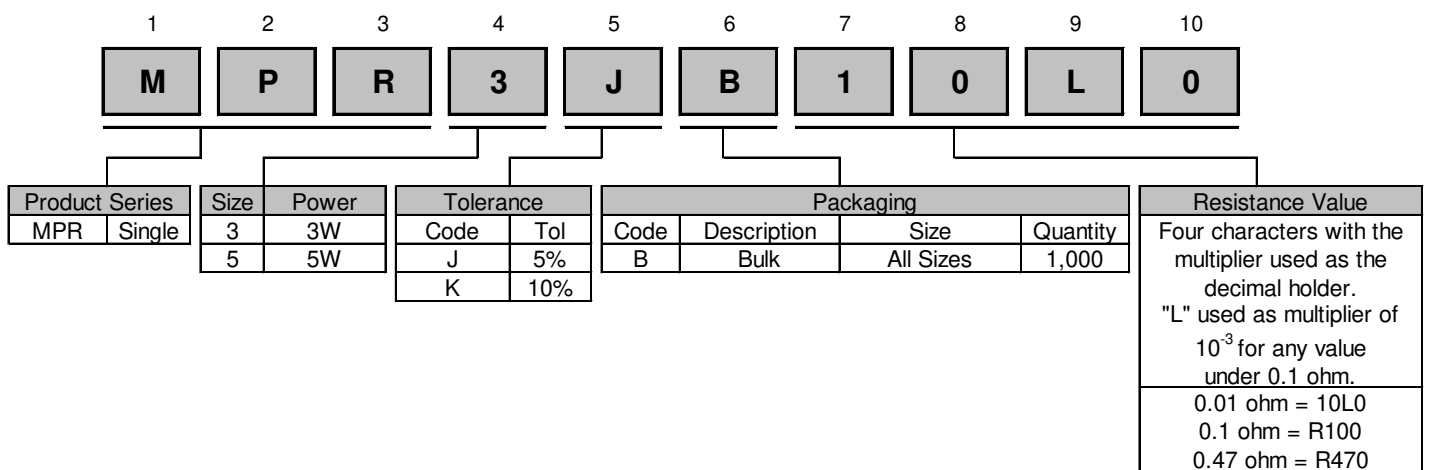 1 2 3 4 5 6 7 8 9 10
M P R 3 J B 1 0 L 0
Product Series
MPR Single
Size Power
3 3W
5 5W
Tolerance
Code Tol
J 5%
K 10%
Packaging
Code Description Size Quantity
B Bulk All Sizes 1,000
Resistance Value
Four characters with the
multiplier used as the
decimal holder.
"L" used as multiplier of
10⁻³ for any value
under 0.1 ohm.
0.01 ohm = 10L0
0.1 ohm = R100
0.47 ohm = R470